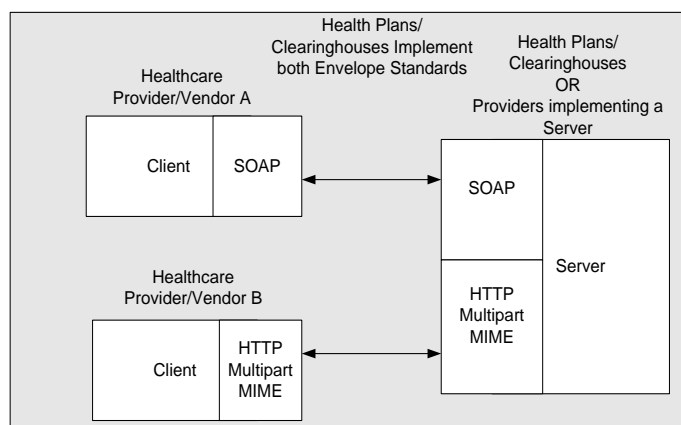 Health Plans/
Clearinghouses Implement
both Envelope Standards
Health Plans/
Clearinghouses
OR
Providers implementing a
Server
Healthcare
Provider/Vendor A
Client
SOAP
SOAP
Server
HTTP
Multipart
MIME
Healthcare
Provider/Vendor B
Client
HTTP
Multipart
MIME